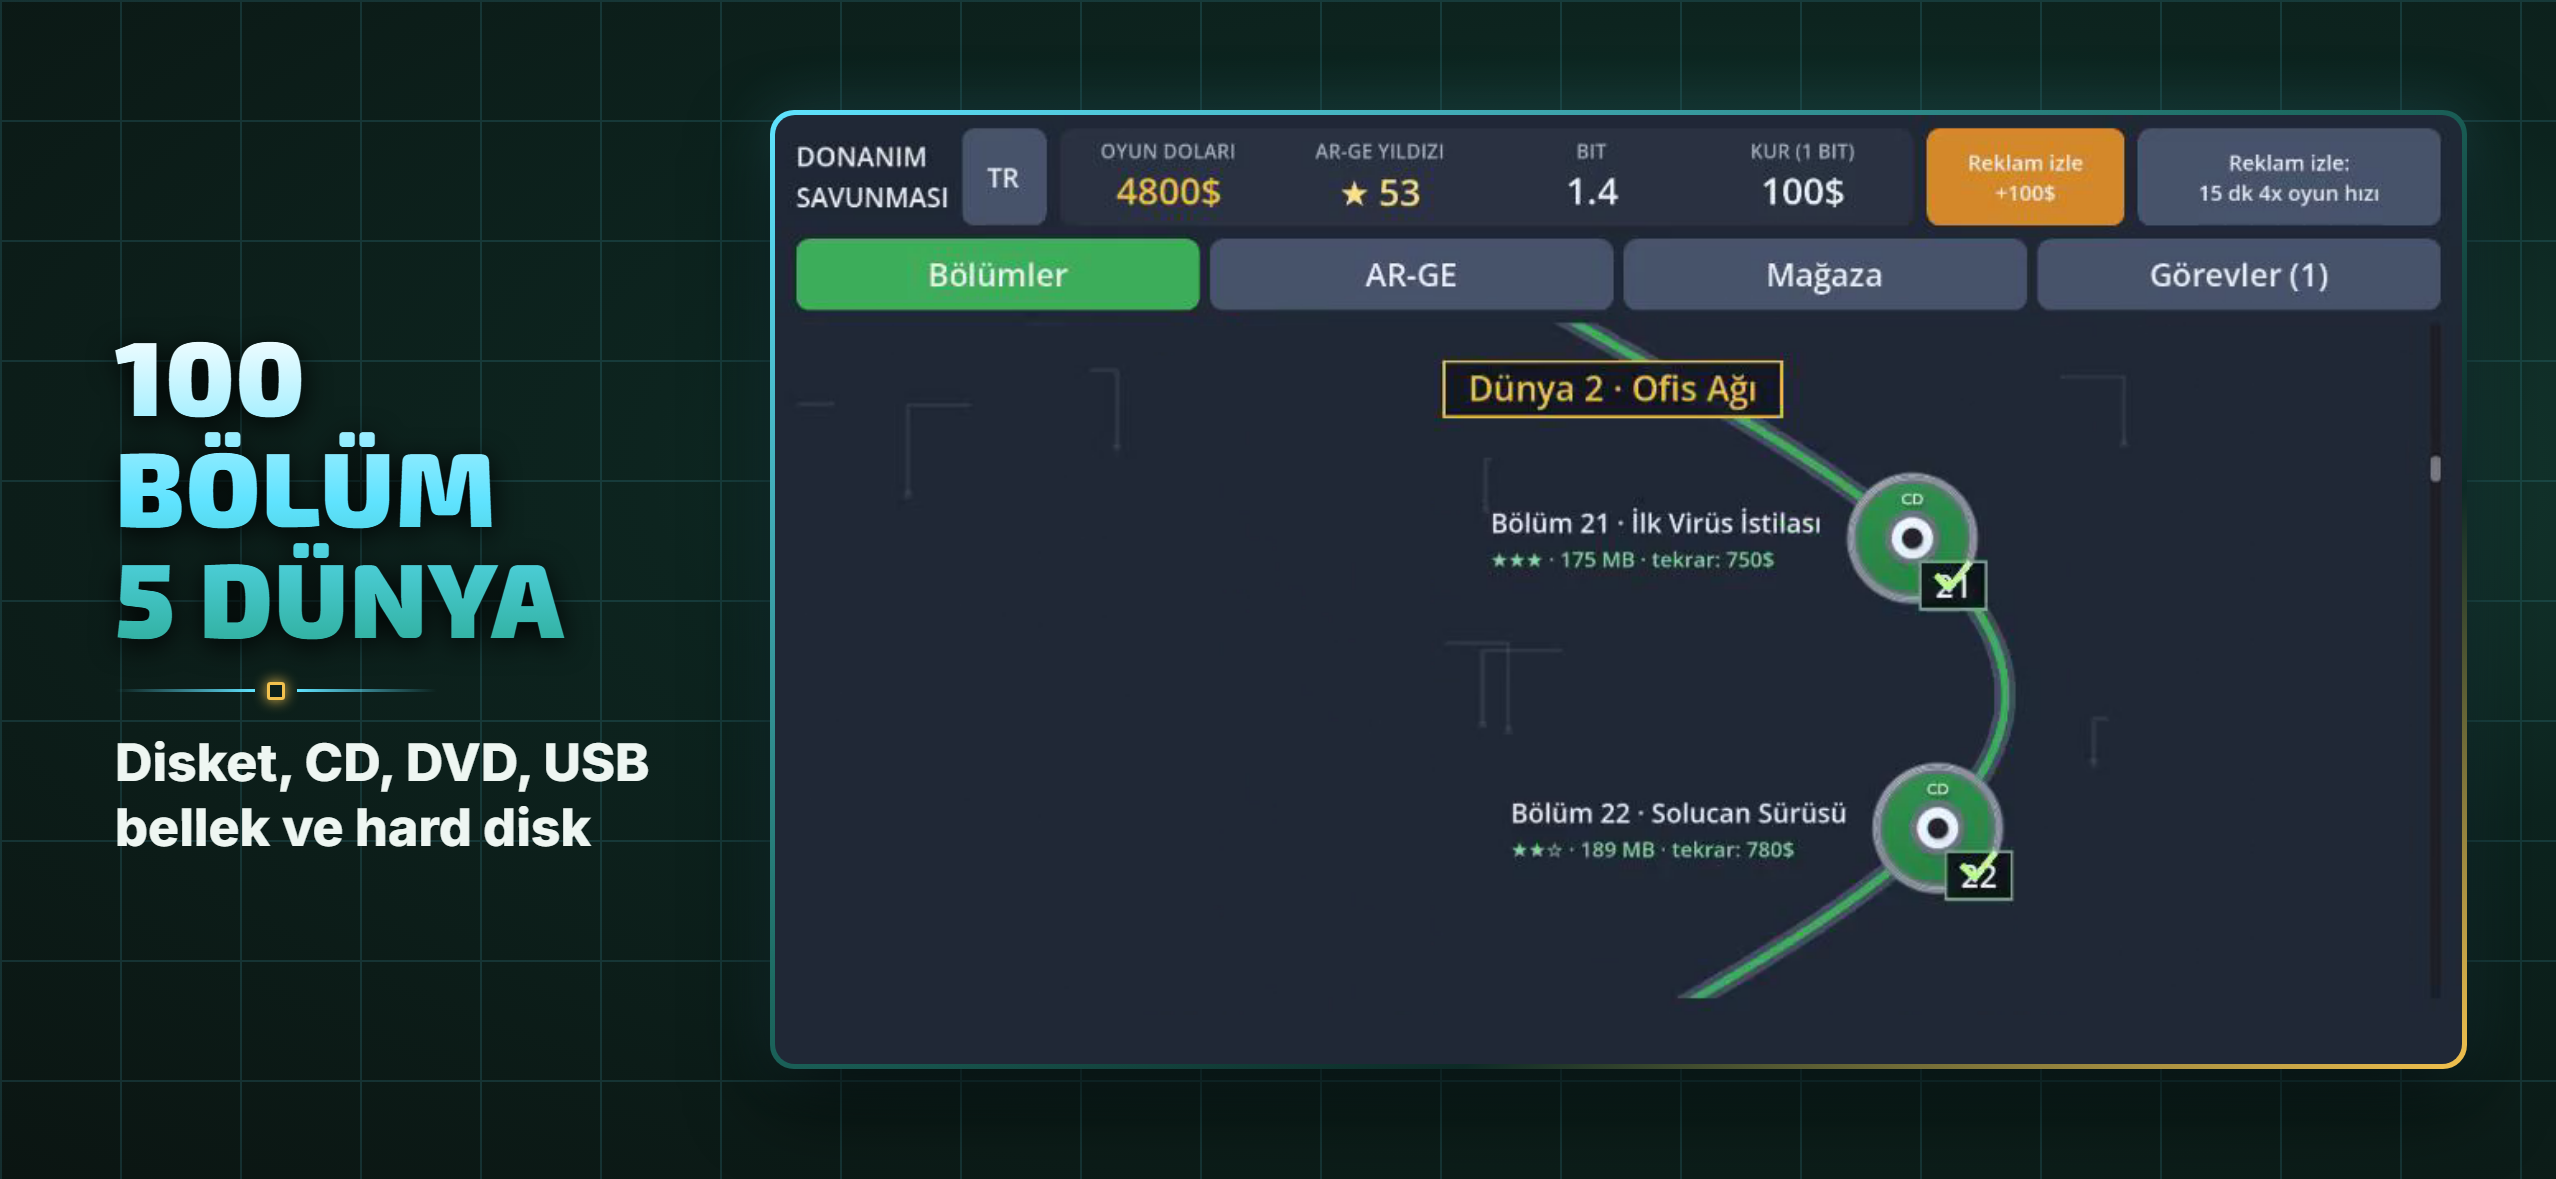 100
BÖLÜM
5 DÜNYA
Disket, CD, DVD, USB
bellek ve hard disk
DONANIM
SAVUNMASI
TR
OYUN DOLARI
4800$
AR-GE YILDIZI
★ 53
BIT
1.4
KUR (1 BIT)
100$
Reklam izle
+100$
Reklam izle:
15 dk 4x oyun hızı
Bölümler
AR-GE
Mağaza
Görevler (1)
Dünya 2 · Ofis Ağı
CD
Bölüm 21 · İlk Virüs İstilası
★★★ · 175 MB · tekrar: 750$
21
CD
Bölüm 22 · Solucan Sürüsü
★★☆ · 189 MB · tekrar: 780$
22